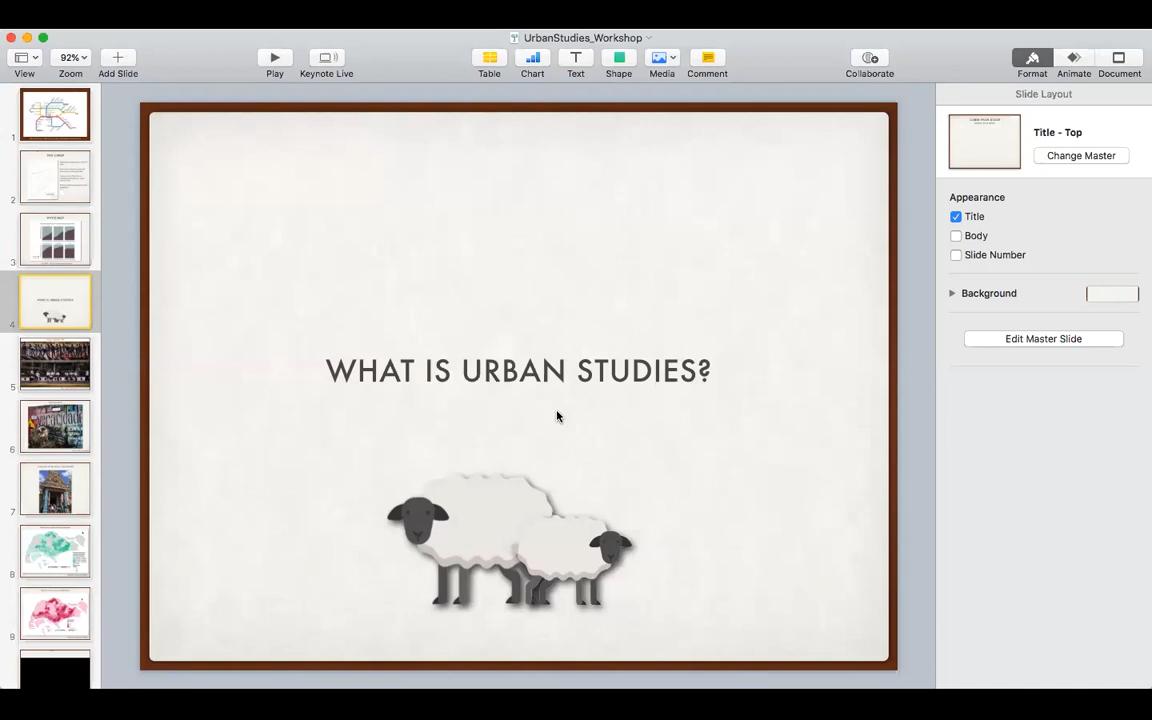 UrbanStudies_Workshop
92%
View
Zoom
Add Slide
Play
Keynote Live
Table
Chart
Text
Shape
Media
Comment
Collaborate
Format
Animate
Document
1
2
3
4
5
6
7
8
9
WHAT IS URBAN STUDIES?
Slide Layout
Title - Top
Change Master
Appearance
Title
Body
Slide Number
Background
Edit Master Slide